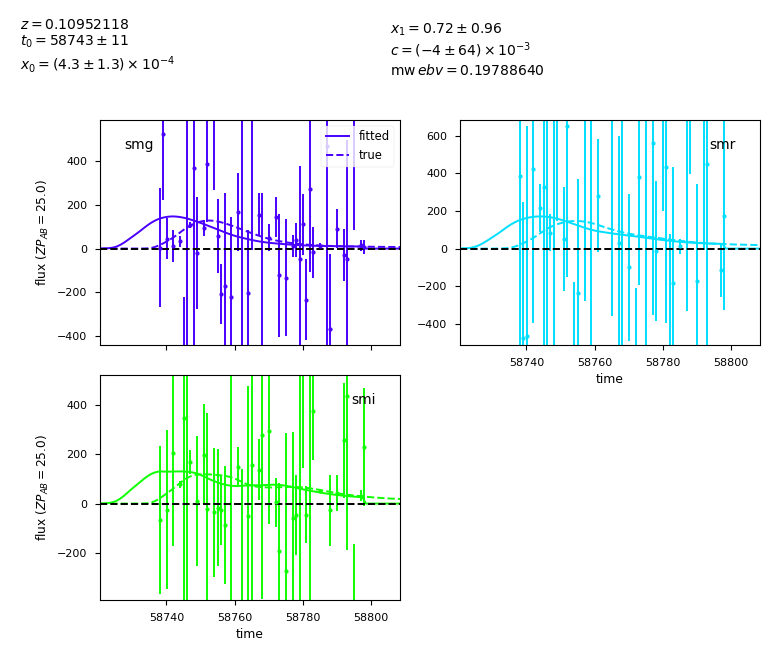 z = 0.10952118
t₀ = 58743 ± 11
x₀ = (4.3 ± 1.3) × 10⁻⁴
x₁ = 0.72 ± 0.96
c = (−4 ± 64) × 10⁻³
mw ebv = 0.19788640
smg
fitted
true
400
200
0
−200
−400
flux (ZP_AB = 25.0)
smr
600
400
200
0
−200
−400
58740
58760
58780
58800
time
smi
400
200
0
−200
flux (ZP_AB = 25.0)
58740
58760
58780
58800
time